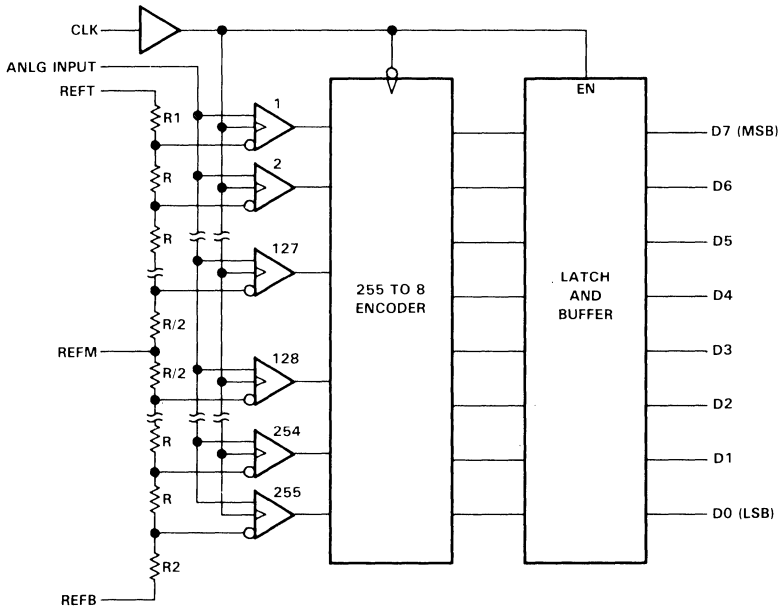 CLK
ANLG INPUT
REFT
R1
1
EN
D7 (MSB)
R
2
D6
R
127
D5
255 TO 8
ENCODER
LATCH
AND
BUFFER
D4
R/2
REFM
R/2
128
D3
D2
R
254
D1
R
255
D0 (LSB)
R2
REFB